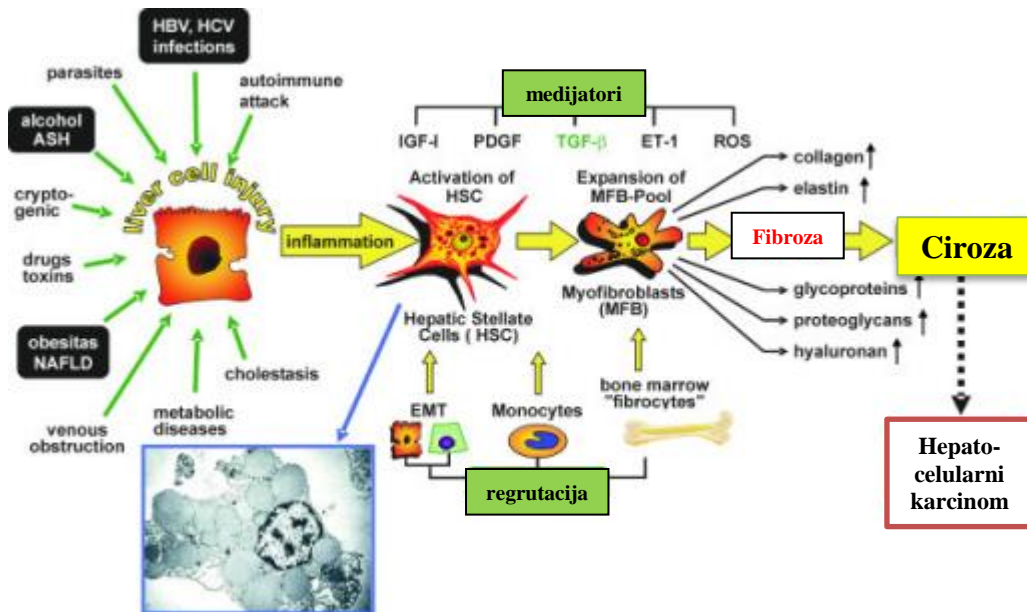 HBV, HCV
infections
parasites
autoimmune
attack
alcohol
ASH
liver cell injury
crypto-
genic
drugs
toxins
obesitas
NAFLD
venous
obstruction
metabolic
diseases
cholestasis
inflammation
medijatori
IGF-I PDGF TGF-β ET-1 ROS
Activation of
HSC
Hepatic Stellate
Cells ( HSC)
Expansion of
MFB-Pool
Myofibroblasts
(MFB)
collagen
elastin
Fibroza
Ciroza
glycoproteins
proteoglycans
hyaluronan
EMT
Monocytes
bone marrow
"fibrocytes"
regrutacija
Hepato-
celularni
karcinom